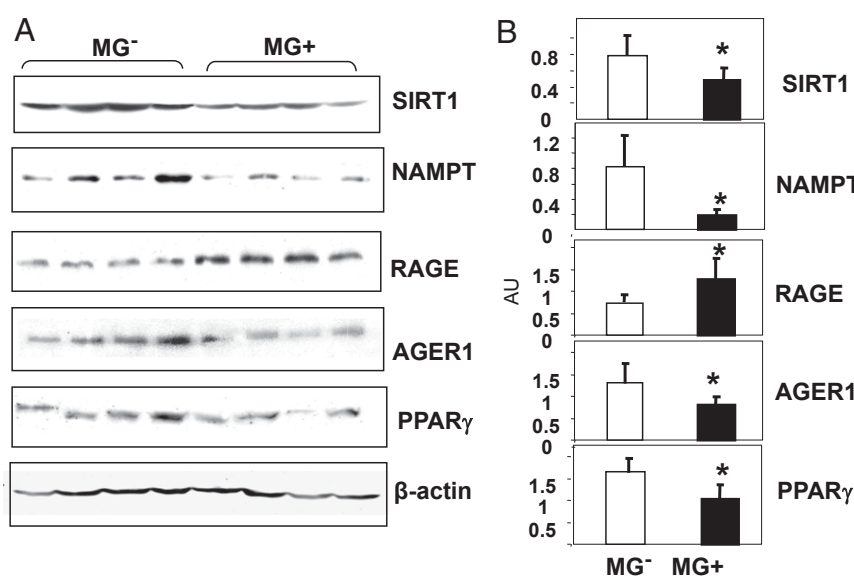 A
MG- MG+
SIRT1
NAMPT
RAGE
AGER1
PPARγ
β-actin
B
0.8
0.4
0
*
SIRT1
1.2
0.8
0.4
0
*
NAMPT
AU
1.5
1
0.5
0
*
RAGE
1.5
1
0.5
0
*
AGER1
1.5
1
0.5
*
PPARγ
MG- MG+